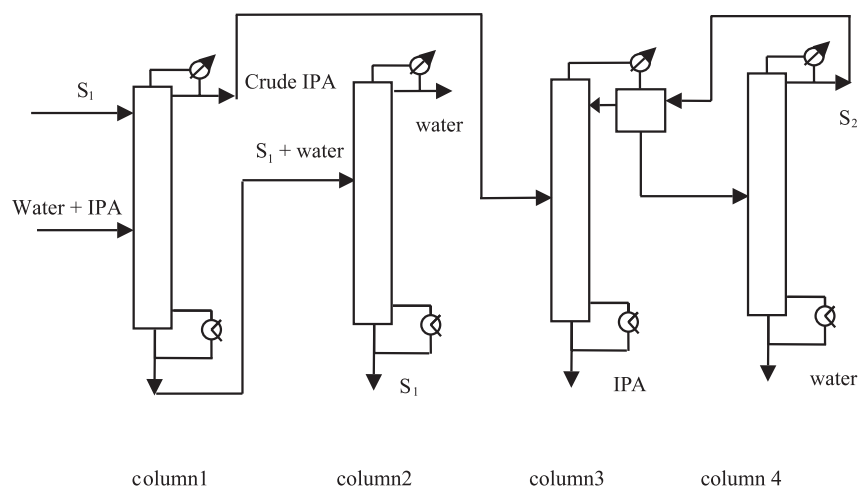 S₁
Crude IPA
water
S₂
S₁ + water
Water + IPA
S₁
IPA
water
column1
column2
column3
column 4